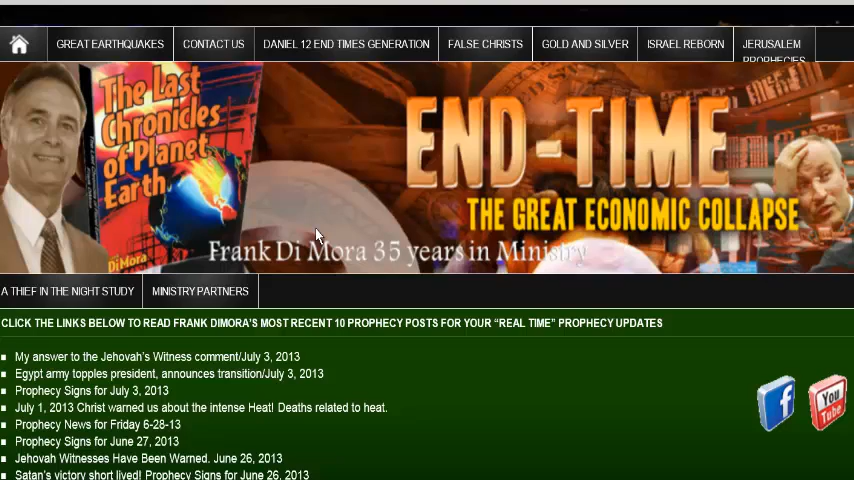 GREAT EARTHQUAKES CONTACT US DANIEL 12 END TIMES GENERATION FALSE CHRISTS GOLD AND SILVER ISRAEL REBORN JERUSALEM
PROPHECIES
The Last
Chronicles
of Planet
Earth
DiMora
END-TIME
THE GREAT ECONOMIC COLLAPSE
Frank Di Mora 35 years in Ministry
A THIEF IN THE NIGHT STUDY MINISTRY PARTNERS
CLICK THE LINKS BELOW TO READ FRANK DIMORA'S MOST RECENT 10 PROPHECY POSTS FOR YOUR “REAL TIME” PROPHECY UPDATES
My answer to the Jehovah's Witness comment/July 3, 2013
Egypt army topples president, announces transition/July 3, 2013
Prophecy Signs for July 3, 2013
July 1, 2013 Christ warned us about the intense Heat! Deaths related to heat.
Prophecy News for Friday 6-28-13
Prophecy Signs for June 27, 2013
Jehovah Witnesses Have Been Warned. June 26, 2013
Satan's victory short lived! Prophecy Signs for June 26, 2013
f
You
Tube